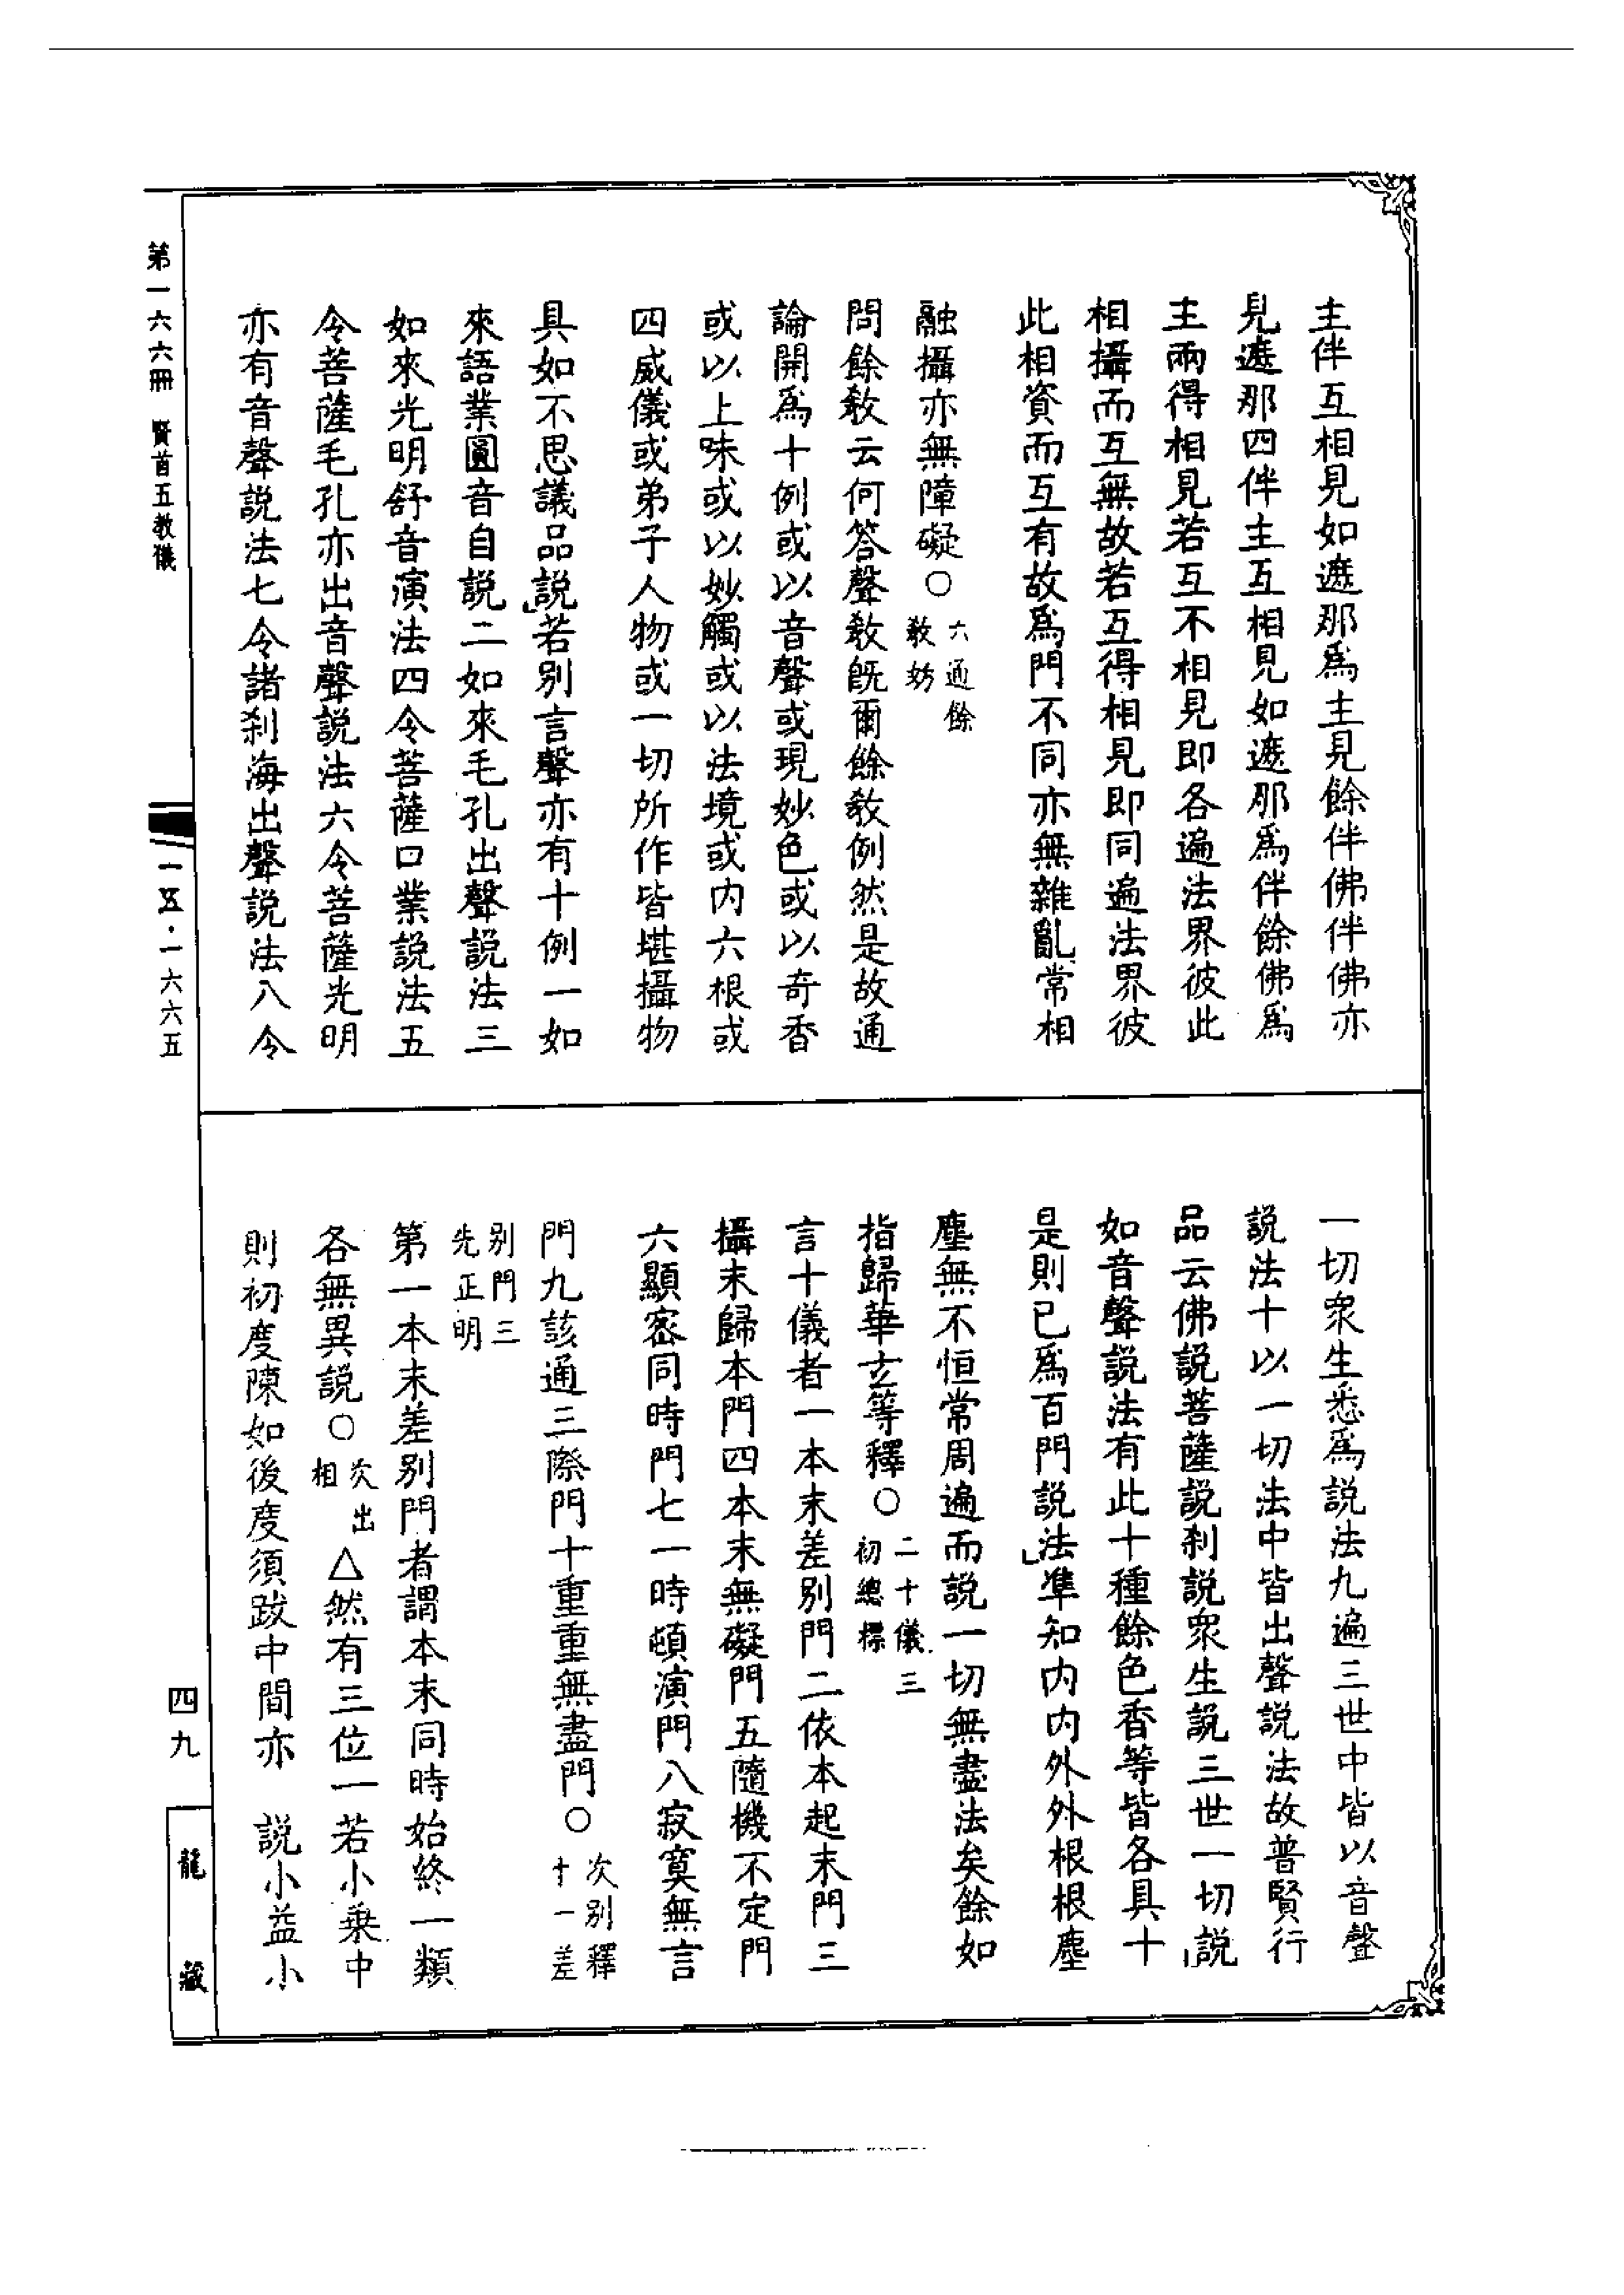 主伴互相見如遮那爲主見餘伴佛伴佛亦
見遮那四伴主互相見如遮那爲伴餘佛爲
主兩得相見若互不相見即各遍法界彼此
相攝而互無故若互得相見即同遍法界彼
此相資而互有故爲門不同亦無雜亂常相
融攝亦無障礙○六通餘教妨
問餘教云何答聲教既爾餘教例然是故通
論開爲十例或以音聲或現妙色或以奇香
或以上味或以妙觸或以法境或内六根或
四威儀或弟子人物或一切所作皆堪攝物
具如不思議品説若別言聲亦有十例一如
來語業圓音自説二如來毛孔出聲説法三
如來光明舒音演法四令菩薩口業説法五
令菩薩毛孔亦出音聲説法六令菩薩光明
亦有音聲説法七令諸刹海出聲説法八令
一切衆生悉爲説法九遍三世中皆以音聲
説法十以一切法中皆出聲説法故普賢行
品云佛説菩薩説刹説衆生説三世一切説
如音聲説法有此十種餘色香等皆各具十
是則已爲百門説法準知内内外外根根塵
塵無不恒常周遍而説一切無盡法矣餘如
指歸華玄等釋○二十儀三初總標
言十儀者一本末差別門二依本起末門三
攝末歸本門四本末無礙門五隨機不定門
六顯密同時門七一時頓演門八寂寞無言
門九該通三際門十重重無盡門○次別釋十一差
別門三先正明
第一本末差別門者謂本末同時始終一類
各無異説○次出相△然有三位一若小乗中
則初度陳如後度須跋中間亦 説小益小
第一六六冊 賢首五教儀
一五·一六六五
四九
龍藏